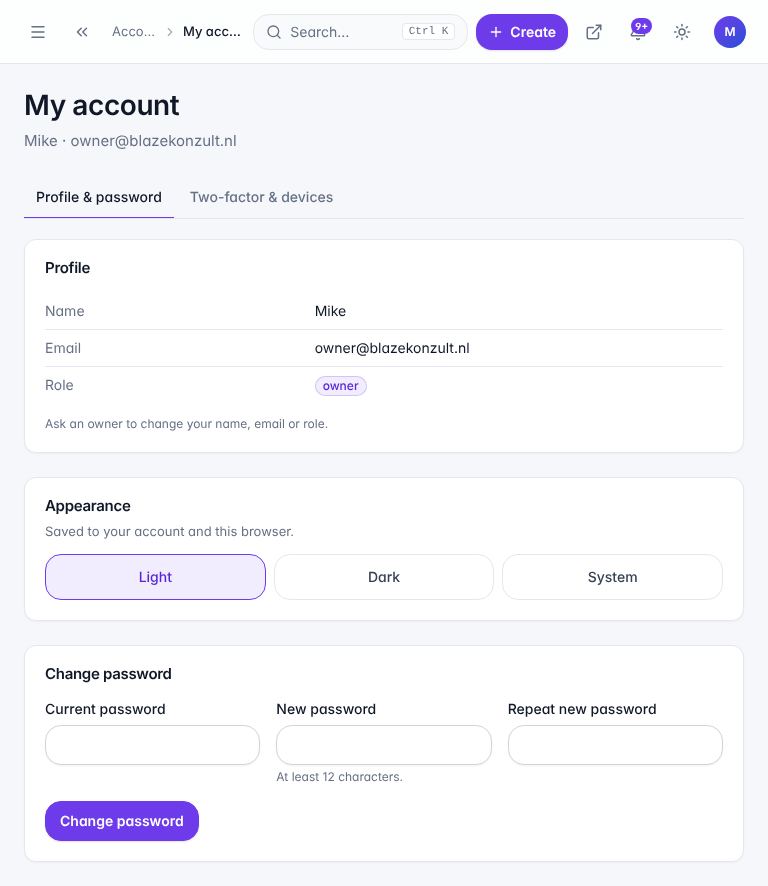 Acco... > My acc... Search... Ctrl K + Create 9+ M
My account
Mike · owner@blazekonzult.nl
Profile & password Two-factor & devices
Profile
Name Mike
Email owner@blazekonzult.nl
Role owner
Ask an owner to change your name, email or role.
Appearance
Saved to your account and this browser.
Light Dark System
Change password
Current password New password Repeat new password
At least 12 characters.
Change password